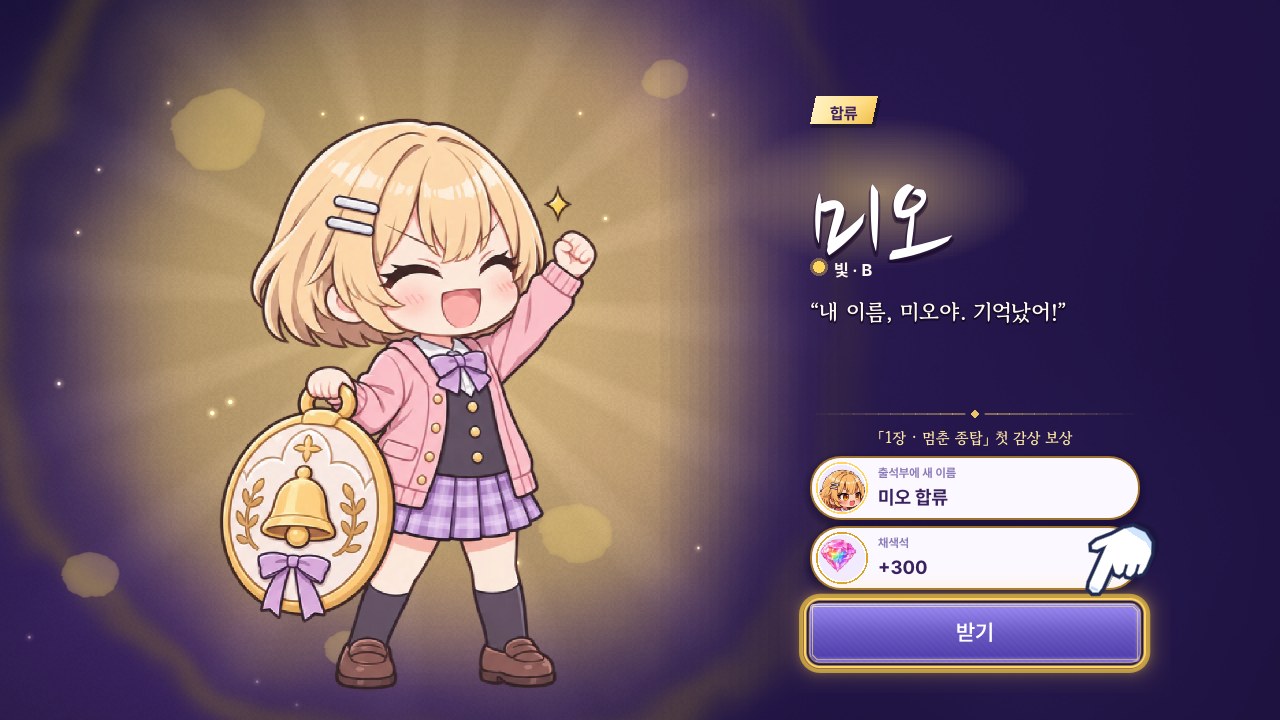 합류
미오
빛 · B
“내 이름, 미오야. 기억났어!”
「1장 · 멈춘 종탑」 첫 감상 보상
출석부에 새 이름
미오 합류
채색석
+300
받기